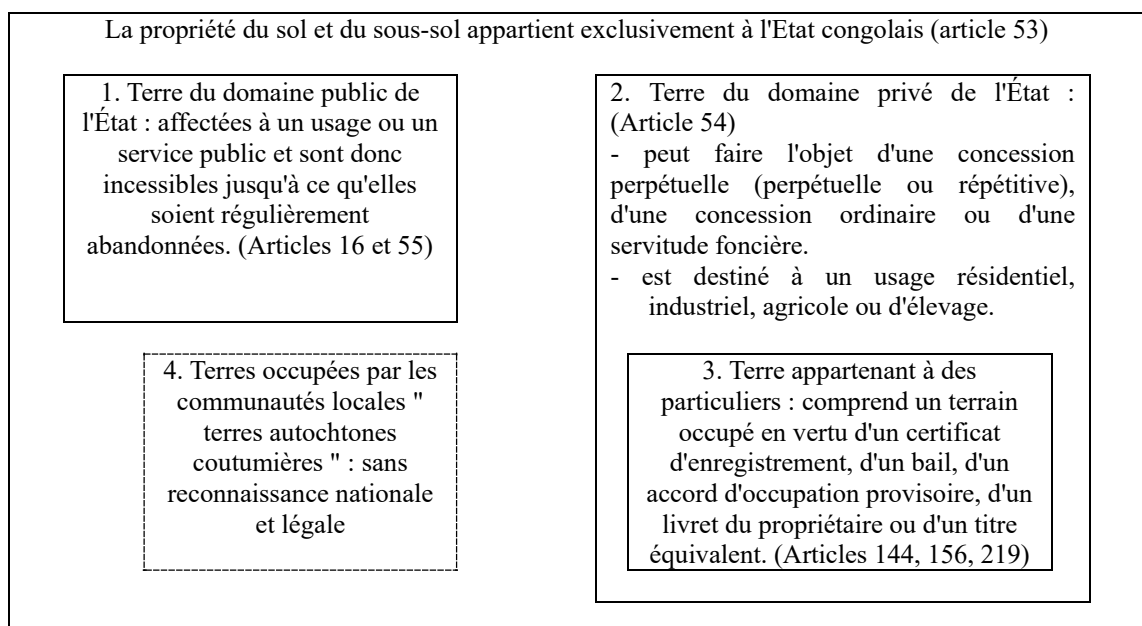 La propriété du sol et du sous-sol appartient exclusivement à l'Etat congolais (article 53)
1. Terre du domaine public de
l'État : affectées à un usage ou un
service public et sont donc
incessibles jusqu'à ce qu'elles
soient régulièrement
abandonnées. (Articles 16 et 55)
2. Terre du domaine privé de l'État :
(Article 54)
- peut faire l'objet d'une concession
perpétuelle (perpétuelle ou répétitive),
d'une concession ordinaire ou d'une
servitude foncière.
- est destiné à un usage résidentiel,
industriel, agricole ou d'élevage.
3. Terre appartenant à des
particuliers : comprend un terrain
occupé en vertu d'un certificat
d'enregistrement, d'un bail, d'un
accord d'occupation provisoire, d'un
livret du propriétaire ou d'un titre
équivalent. (Articles 144, 156, 219)
4. Terres occupées par les
communautés locales "
terres autochtones
coutumières " : sans
reconnaissance nationale
et légale